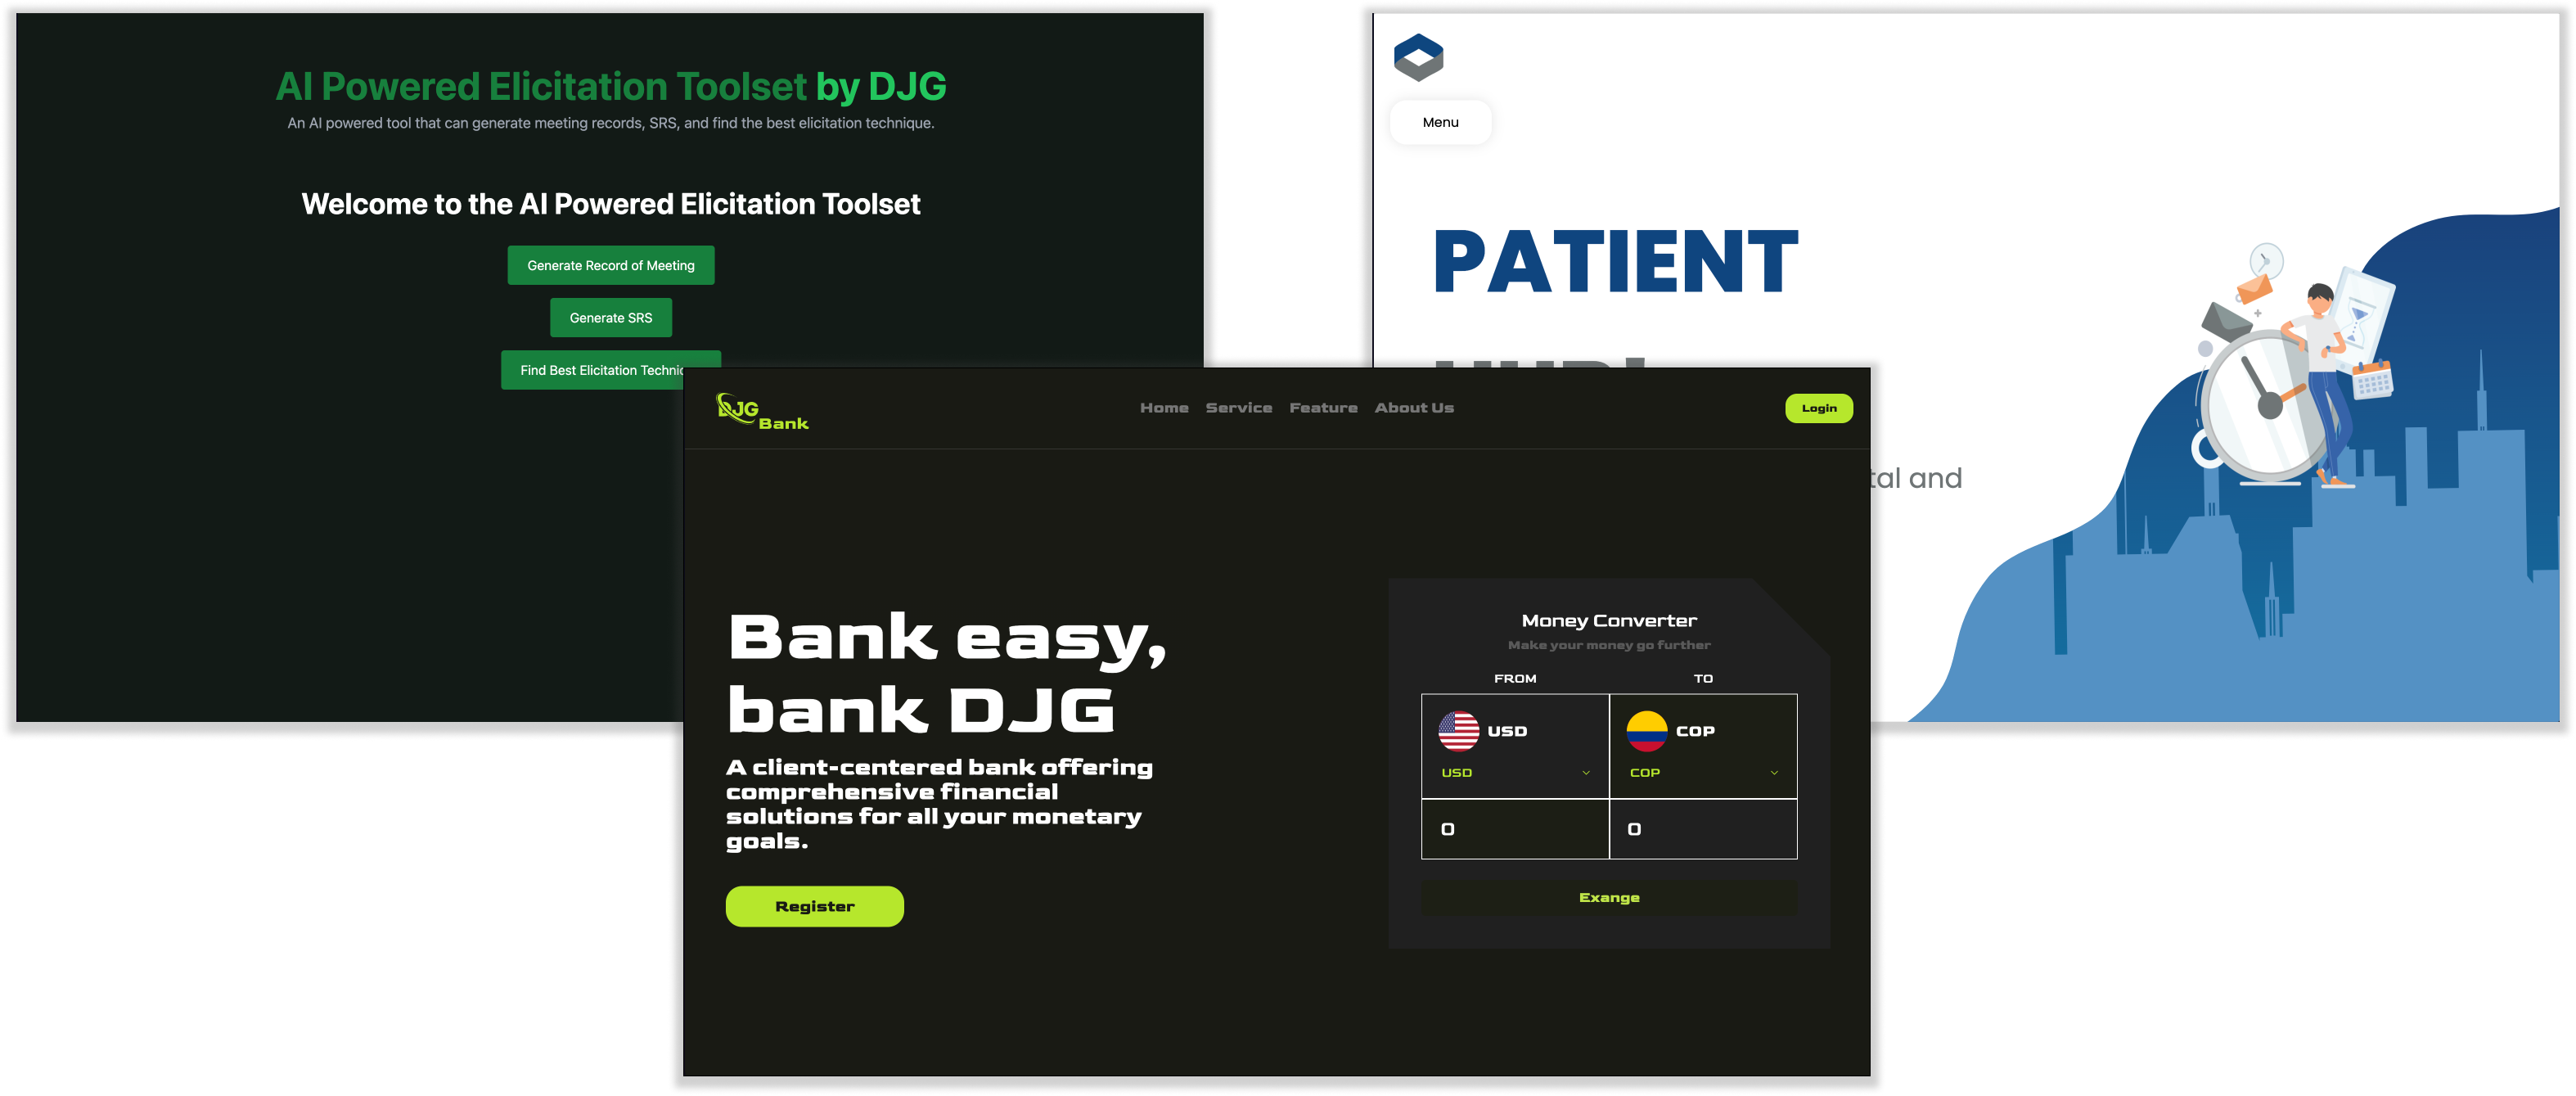 AI Powered Elicitation Toolset by DJG
An AI powered tool that can generate meeting records, SRS, and find the best elicitation technique.
Welcome to the AI Powered Elicitation Toolset
Generate Record of Meeting
Generate SRS
Find Best Elicitation
Menu
PATIENT
tal and
DJG
Bank
Home Service Feature About Us
Login
Bank easy,
bank DJG
A client-centered bank offering
comprehensive financial
solutions for all your monetary
goals.
Register
Money Converter
Make your money go further
FROM TO
USD COP
USD COP
0 0
Exange